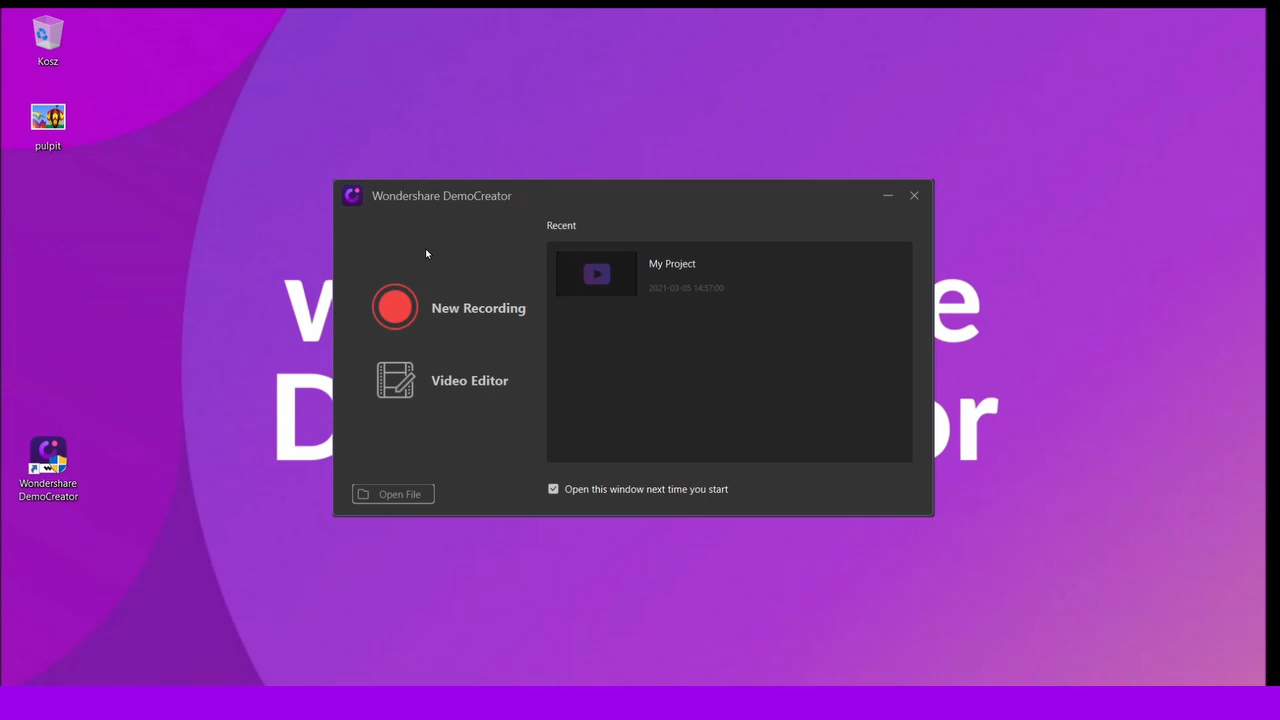 Kosz
pulpit
Wondershare
DemoCreator
Wondershare DemoCreator
Recent
My Project
2021-03-05 14:57:00
New Recording
Video Editor
Open File
Open this window next time you start
w
e
D
or